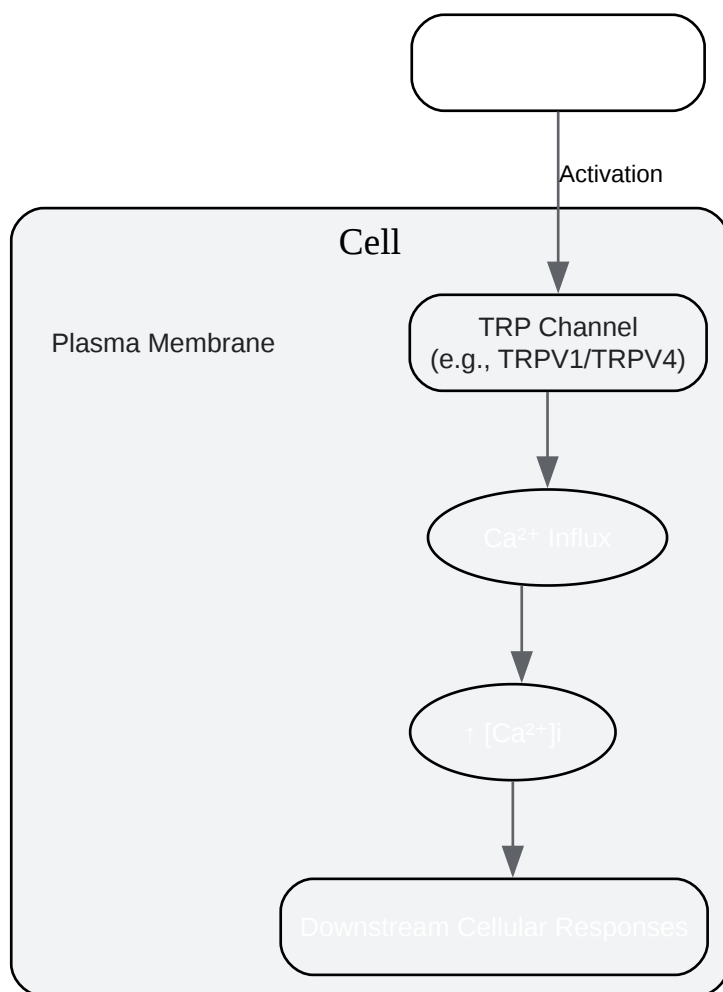 Activation
Cell
Plasma Membrane
TRP Channel
(e.g., TRPV1/TRPV4)
Ca²⁺ Influx
↑ [Ca²⁺]i
Downstream Cellular Responses